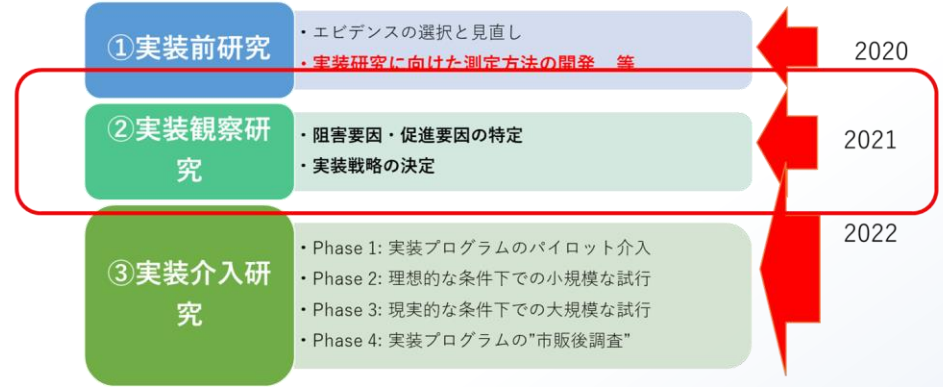 ①実装前研究
・エビデンスの選択と見直し
・実装研究に向けた測定方法の開発　等
2020
②実装観察研
究
・阻害要因・促進要因の特定
・実装戦略の決定
2021
③実装介入研
究
・Phase 1: 実装プログラムのパイロット介入
・Phase 2: 理想的な条件下での小規模な試行
・Phase 3: 現実的な条件下での大規模な試行
・Phase 4: 実装プログラムの"市販後調査"
2022